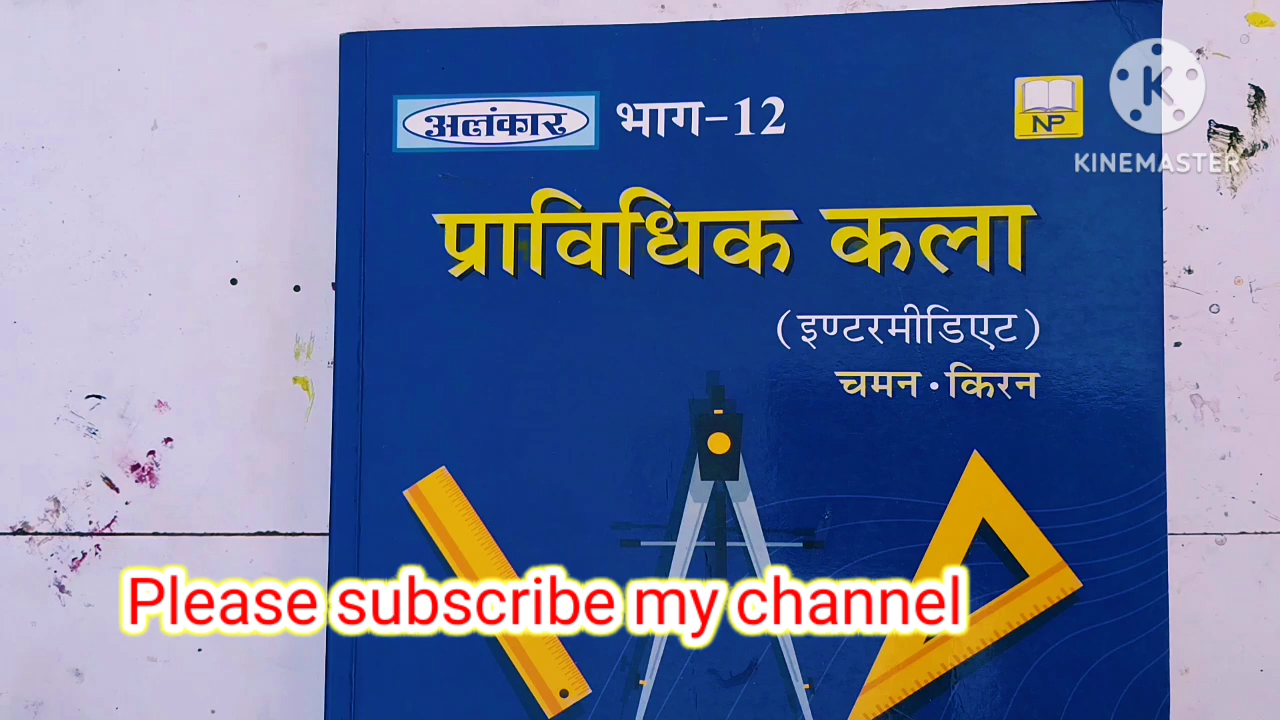 अलंकार भाग-12
NP
K
KINEMASTER
प्राविधिक कला
(इण्टरमीडिएट)
चमन • किरन
Please subscribe my channel